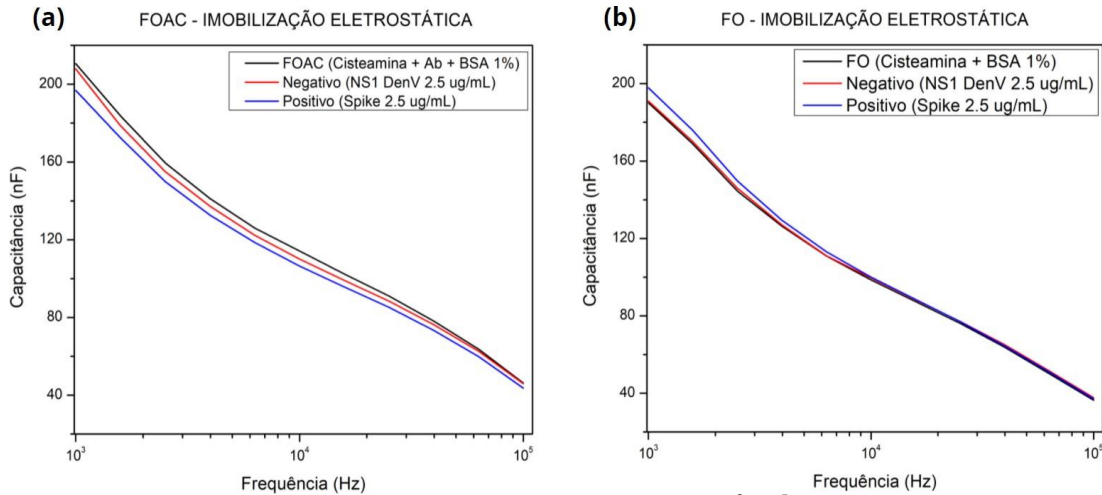 (a)
FOAC - IMOBILIZAÇÃO ELETROSTÁTICA
FOAC (Cisteamina + Ab + BSA 1%)
Negativo (NS1 DenV 2.5 ug/mL)
Positivo (Spike 2.5 ug/mL)
200
160
120
80
40
Capacitância (nF)
10³
10⁴
10⁵
Frequência (Hz)
(b)
FO - IMOBILIZAÇÃO ELETROSTÁTICA
FO (Cisteamina + BSA 1%)
Negativo (NS1 DenV 2.5 ug/mL)
Positivo (Spike 2.5 ug/mL)
200
160
120
80
40
Capacitância (nF)
10³
10⁴
10⁵
Frequência (Hz)